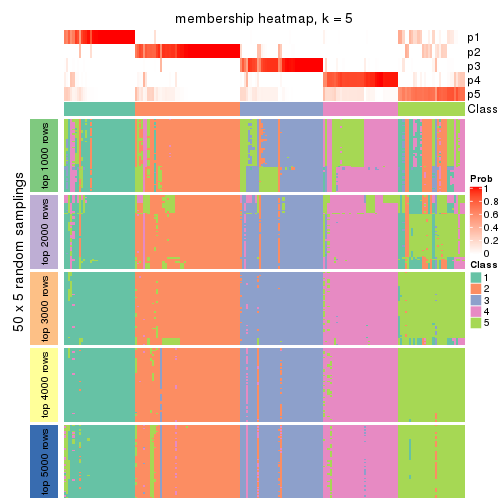 membership heatmap, k = 5
p1
p2
p3
p4
p5
Class
50 x 5 random samplings
top 1000 rows
top 2000 rows
top 3000 rows
top 4000 rows
top 5000 rows
Prob
1
0.8
0.6
0.4
0.2
0
Class
1
2
3
4
5